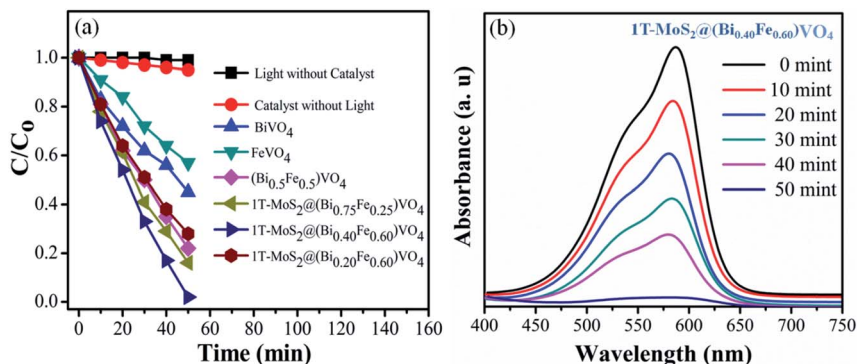 (a)
Light without Catalyst
Catalyst without Light
BiVO₄
FeVO₄
(Bi₀.₅Fe₀.₅)VO₄
1T-MoS₂@(Bi₀.₇₅Fe₀.₂₅)VO₄
1T-MoS₂@(Bi₀.₄₀Fe₀.₆₀)VO₄
1T-MoS₂@(Bi₀.₂₀Fe₀.₆₀)VO₄
C/Co
1.0
0.8
0.6
0.4
0.2
0.0
0 20 40 60 80 100 120 140 160
Time (min)
(b)
1T-MoS₂@(Bi₀.₄₀Fe₀.₆₀)VO₄
0 mint
10 mint
20 mint
30 mint
40 mint
50 mint
Absorbance (a. u)
400 450 500 550 600 650 700 750
Wavelength (nm)